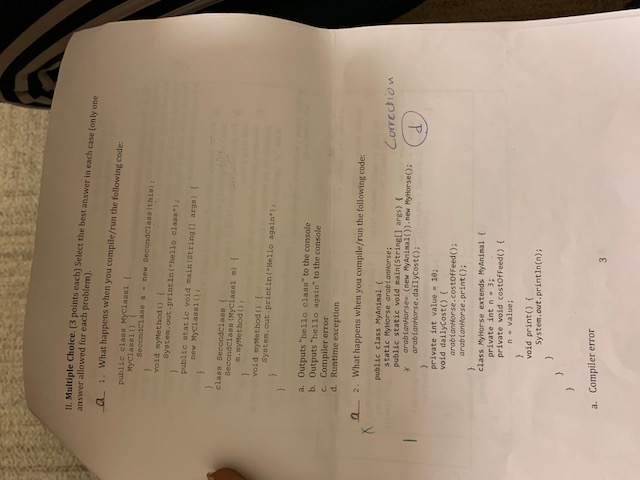 II. Multiple Choice. (3 points each) Select the best answer in each case (only one
answer allowed for each problem).
a 1. What happens when you compile/run the following code:
public class MyClass1 {
MyClass1() {
SecondClass a = new SecondClass(this);
}
void myMethod() {
System.out.println("hello class");
}
public static void main(String[] args) {
new MyClass1();
}
}
class SecondClass {
SecondClass(MyClass1 m) {
m.myMethod();
}
void myMethod() {
System.out.println("Hello again");
}
}
a. Outputs "hello class" to the console
b. Outputs "hello again" to the console
c. Compiler error
d. Runtime exception
a 2. What happens when you compile/run the following code:
X
public class MyAnimal {
static MyHorse arabianHorse;
public static void main(String[] args) {
arabianHorse= (new MyAnimal()).new MyHorse();
arabianHorse.dailyCost();
}
private int value = 10;
void dailyCost() {
arabianHorse.costOfFeed();
arabianHorse.print();
}
class MyHorse extends MyAnimal {
private int n = 3;
private void costOfFeed() {
n = value;
}
void print() {
System.out.println(n);
}
}
}
Correction
d
a. Compiler error
3